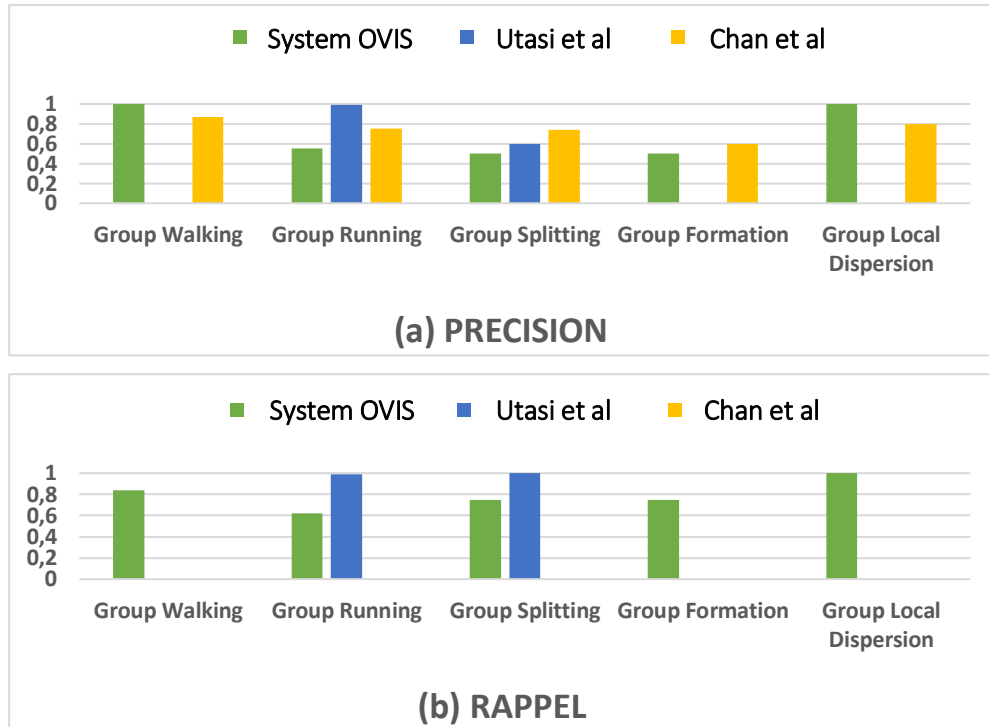 System OVIS Utasi et al Chan et al
1
0,8
0,6
0,4
0,2
0
Group Walking Group Running Group Splitting Group Formation Group Local
Dispersion
(a) PRECISION
System OVIS Utasi et al Chan et al
1
0,8
0,6
0,4
0,2
0
Group Walking Group Running Group Splitting Group Formation Group Local
Dispersion
(b) RAPPEL